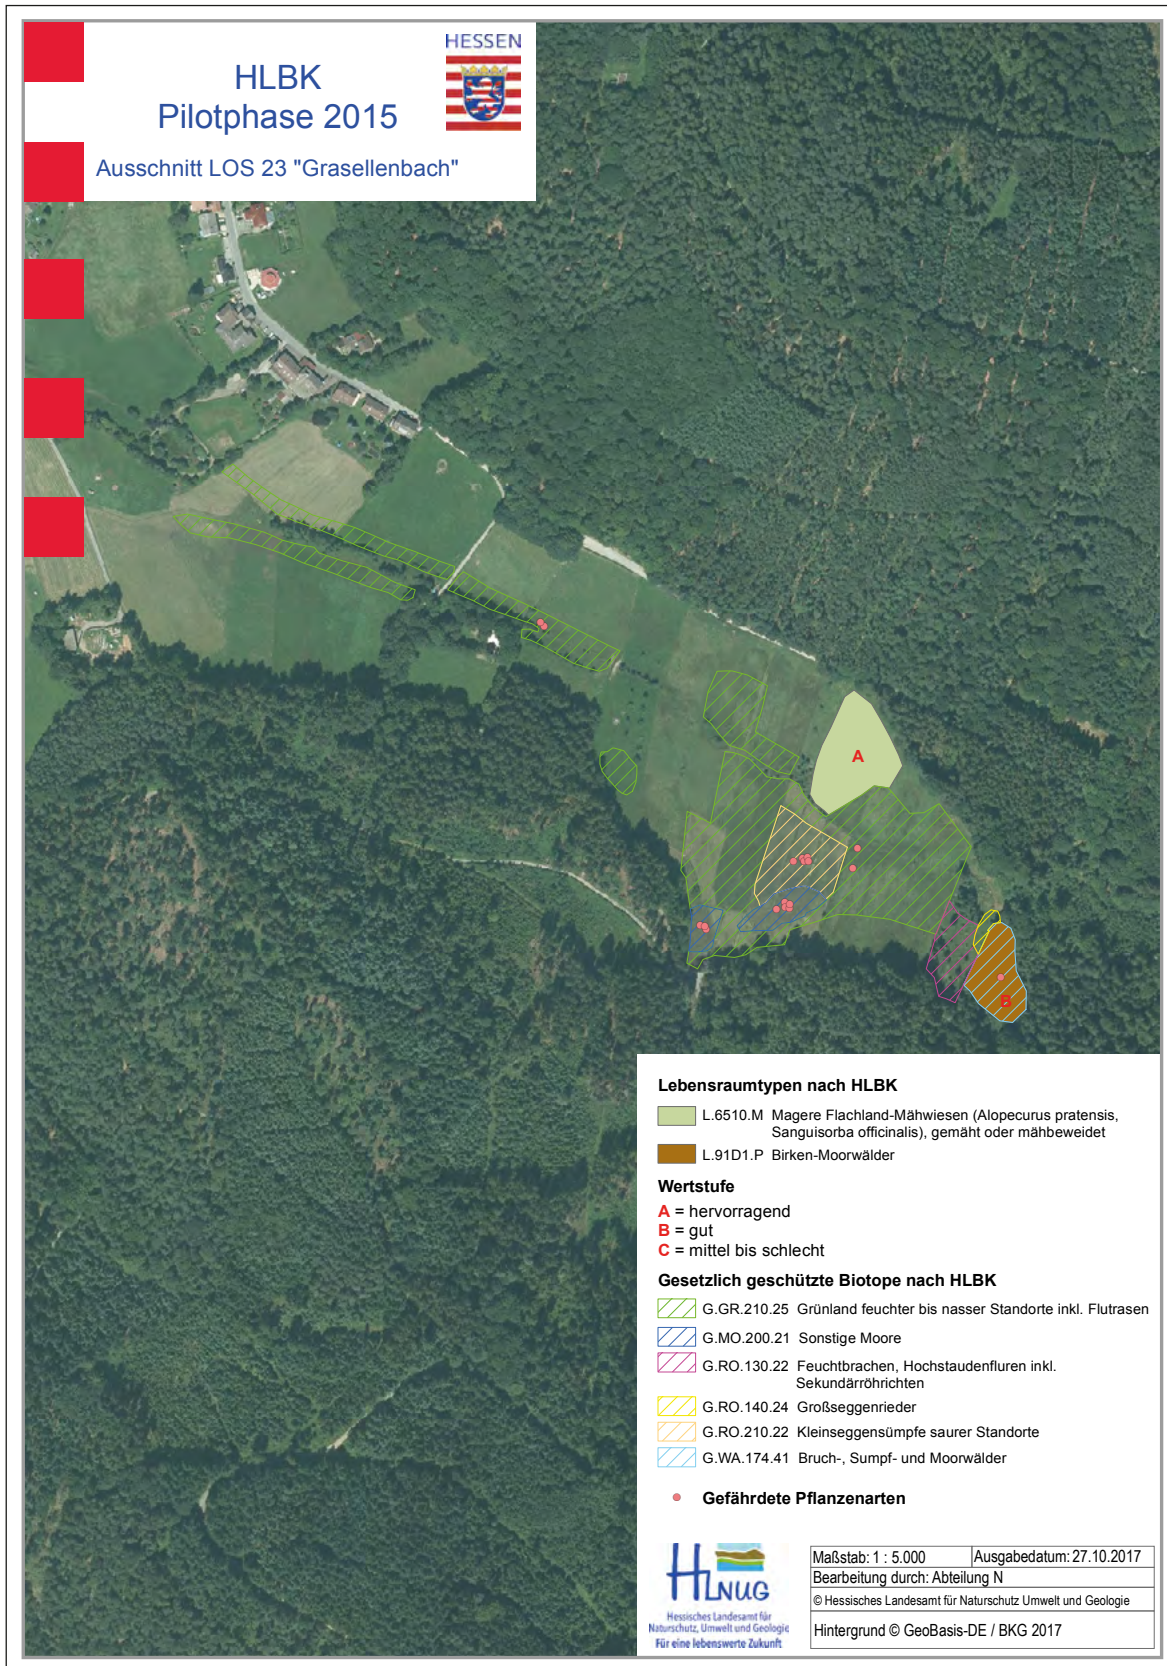 HLBK
Pilotphase 2015
Ausschnitt LOS 23 "Grasellenbach"
HESSEN
A
B
Lebensraumtypen nach HLBK
L.6510.M Magere Flachland-Mähwiesen (Alopecurus pratensis,
Sanguisorba officinalis), gemäht oder mähbeweidet
L.91D1.P Birken-Moorwälder
Wertstufe
A = hervorragend
B = gut
C = mittel bis schlecht
Gesetzlich geschützte Biotope nach HLBK
G.GR.210.25 Grünland feuchter bis nasser Standorte inkl. Flutrasen
G.MO.200.21 Sonstige Moore
G.RO.130.22 Feuchtbrachen, Hochstaudenfluren inkl.
Sekundärröhrichten
G.RO.140.24 Großseggenrieder
G.RO.210.22 Kleinseggensümpfe saurer Standorte
G.WA.174.41 Bruch-, Sumpf- und Moorwälder
Gefährdete Pflanzenarten
HLNUG
Hessisches Landesamt für
Naturschutz, Umwelt und Geologie
Für eine lebenswerte Zukunft
Maßstab: 1 : 5.000 Ausgabedatum: 27.10.2017
Bearbeitung durch: Abteilung N
© Hessisches Landesamt für Naturschutz Umwelt und Geologie
Hintergrund © GeoBasis-DE / BKG 2017